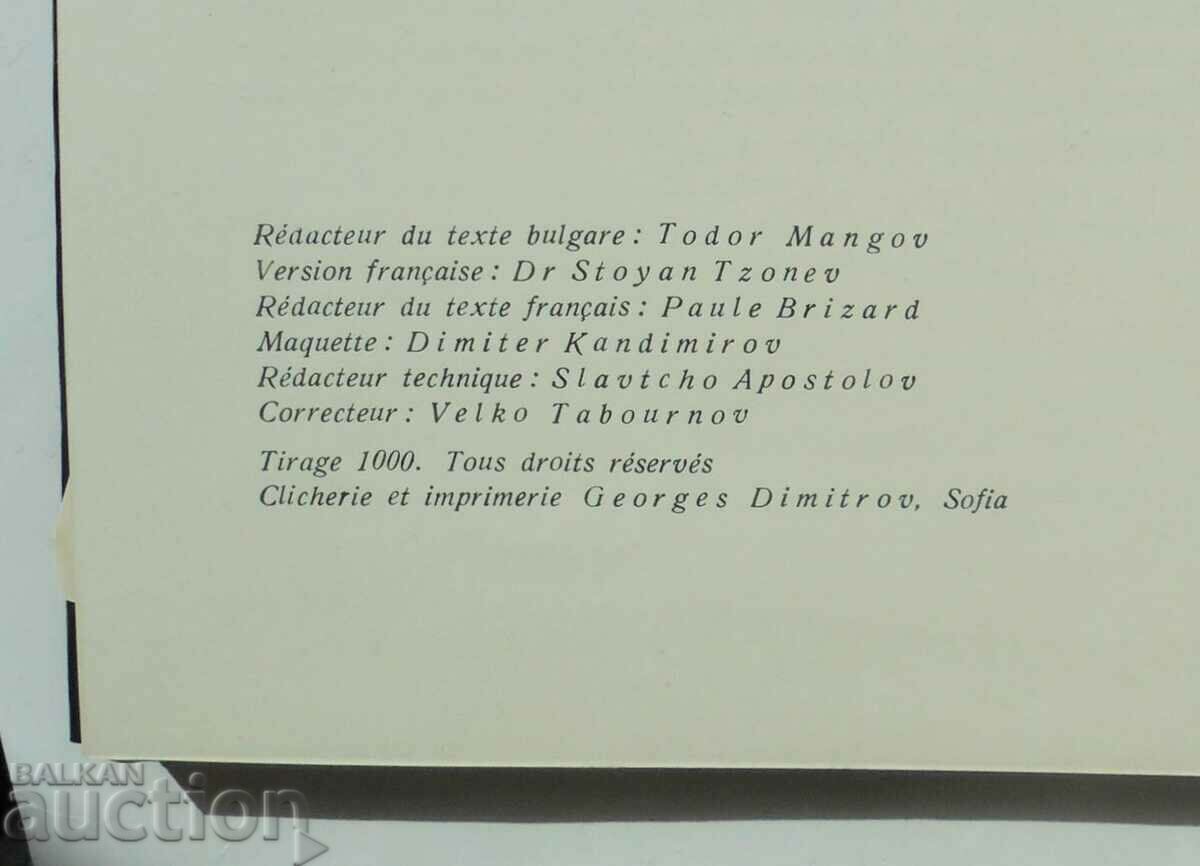 Rédacteur du texte bulgare: Todor Mangov
Version française: Dr Stoyan Tzonev
Rédacteur du texte français: Paule Brizard
Maquette: Dimiter Kandimirov
Rédacteur technique: Slavtcho Apostolov
Correcteur: Velko Tabournov
Tirage 1000. Tous droits réservés
Clicherie et imprimerie Georges Dimitrov, Sofia
BALKAN
auction